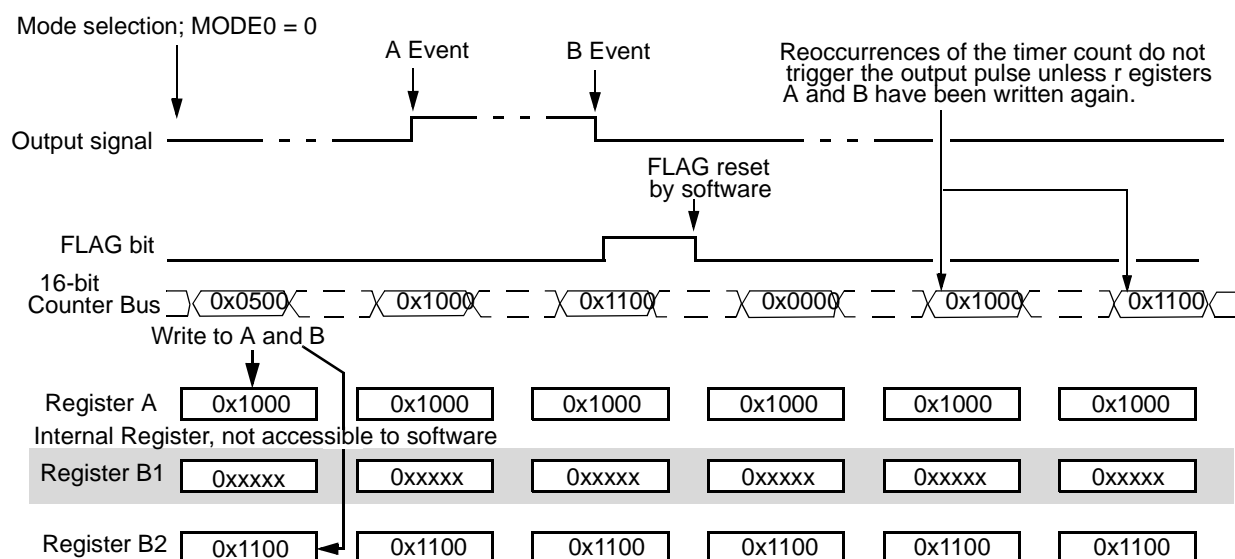 Mode selection; MODE0 = 0
A Event
B Event
Reoccurrences of the timer count do not
trigger the output pulse unless r egisters
A and B have been written again.
Output signal
FLAG reset
by software
FLAG bit
16-bit
Counter Bus
0x0500 0x1000 0x1100 0x0000 0x1000 0x1100
Write to A and B
Register A 0x1000 0x1000 0x1000 0x1000 0x1000 0x1000
Internal Register, not accessible to software
Register B1 0xxxxx 0xxxxx 0xxxxx 0xxxxx 0xxxxx 0xxxxx
Register B2 0x1100 0x1100 0x1100 0x1100 0x1100 0x1100